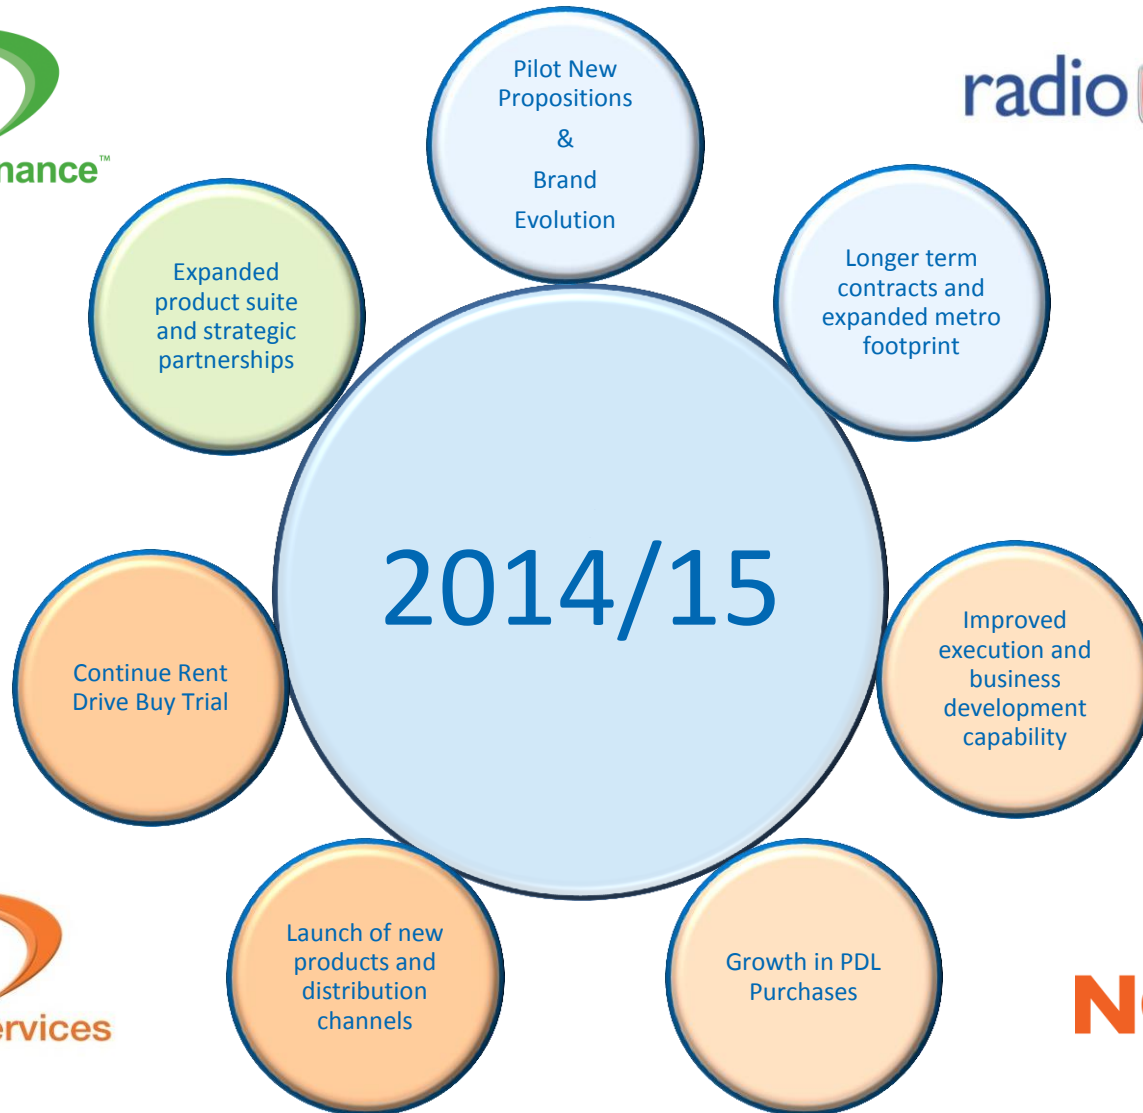 radio
Pilot New
Propositions
&
Brand
Evolution
Longer term
contracts and
expanded metro
footprint
Expanded
product suite
and strategic
partnerships
2014/15
Improved
execution and
business
development
capability
Continue Rent
Drive Buy Trial
Launch of new
products and
distribution
channels
Growth in PDL
Purchases